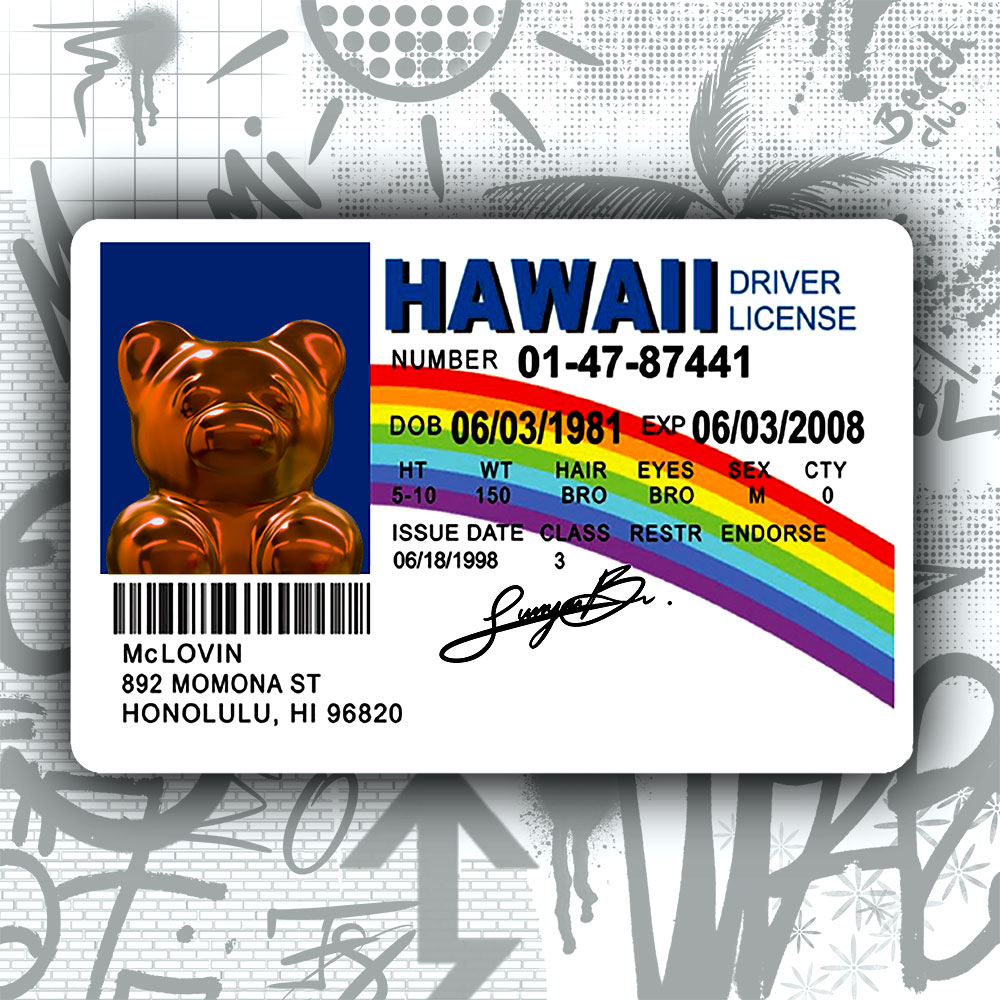 Beach
club
HAWAII DRIVER
LICENSE
NUMBER 01-47-87441
DOB 06/03/1981 EXP 06/03/2008
HT WT HAIR EYES SEX CTY
5-10 150 BRO BRO M 0
ISSUE DATE CLASS RESTR ENDORSE
06/18/1998 3
McLOVIN
892 MOMONA ST
HONOLULU, HI 96820